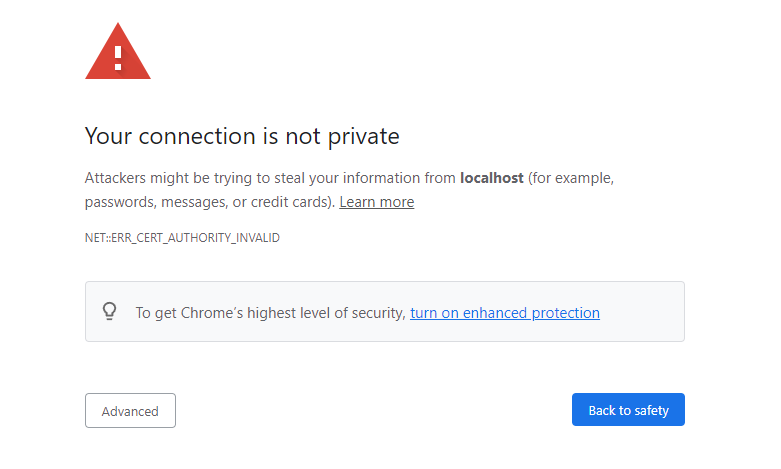 Your connection is not private
Attackers might be trying to steal your information from localhost (for example,
passwords, messages, or credit cards). Learn more
NET::ERR_CERT_AUTHORITY_INVALID
To get Chrome's highest level of security, turn on enhanced protection
Advanced
Back to safety